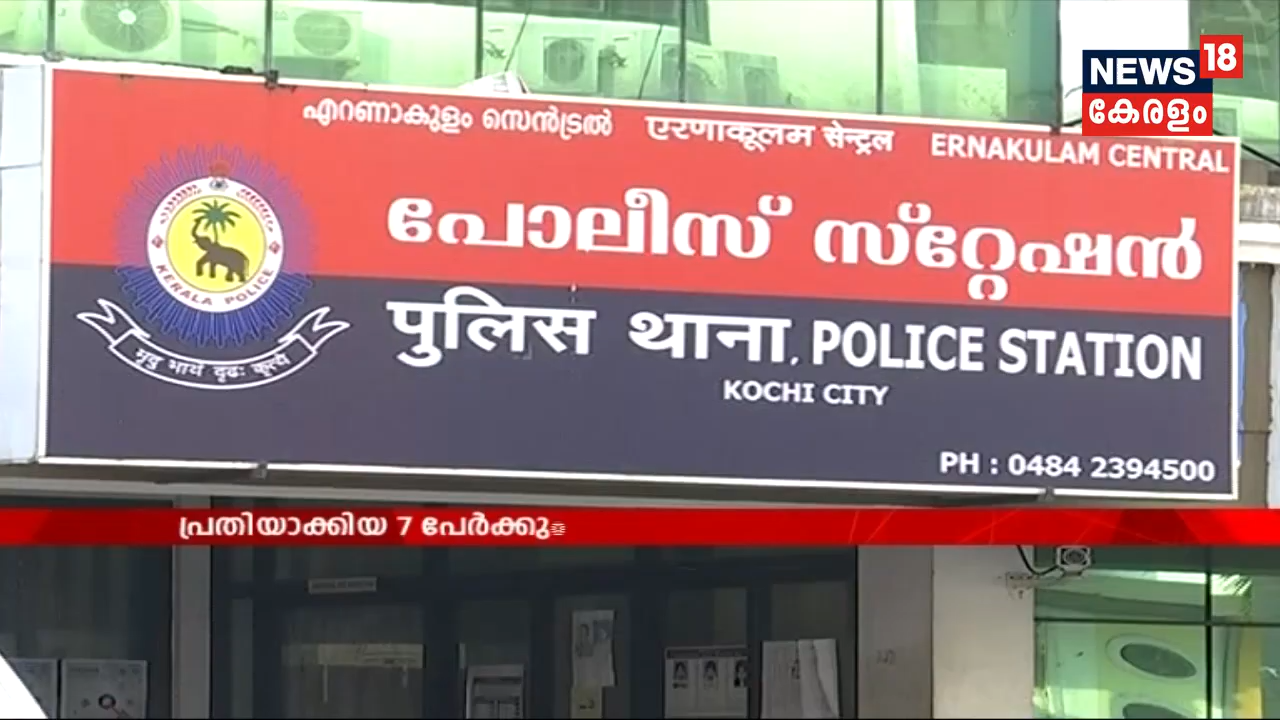 NEWS 18
കേരളം
എറണാകുളം സെൻട്രൽ एरणाकूलम सेन्ट्रल ERNAKULAM CENTRAL
പോലീസ് സ്റ്റേഷൻ
पुलिस थाना, POLICE STATION
KOCHI CITY
PH : 0484 2394500
KERALA POLICE
मृदु भावे दृढः कृत्ये
പ്രതിയാക്കിയ 7 പേർക്കു